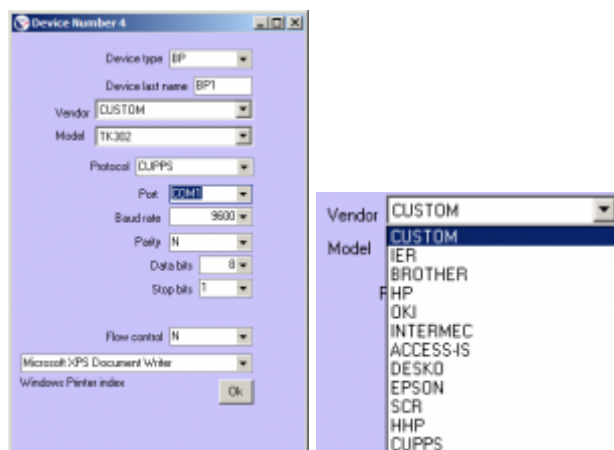 Device Number 4
Device type BP
Device last name BP1
Vendor CUSTOM
Model TK302
Protocol CUPPS
Port COM1
Baud rate 9600
Parity N
Data bits 8
Stop bits 1
Flow control N
Microsoft XPS Document Writer
Windows Printer index
Ok
Vendor CUSTOM
CUSTOM
Model
IER
BROTHER
F HP
OKI
INTERMEC
ACCESS-IS
DESKO
EPSON
SCR
HHP
CUPPS